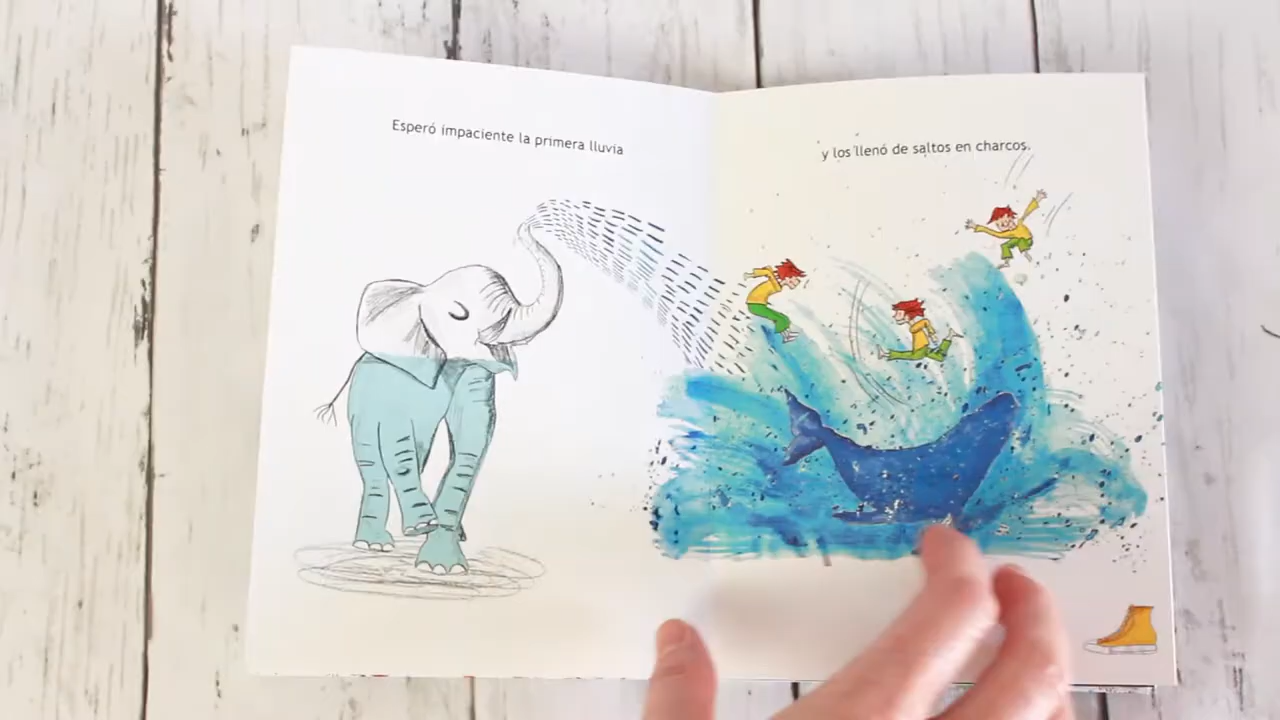 Esperó impaciente la primera lluvia
y los llenó de saltos en charcos.